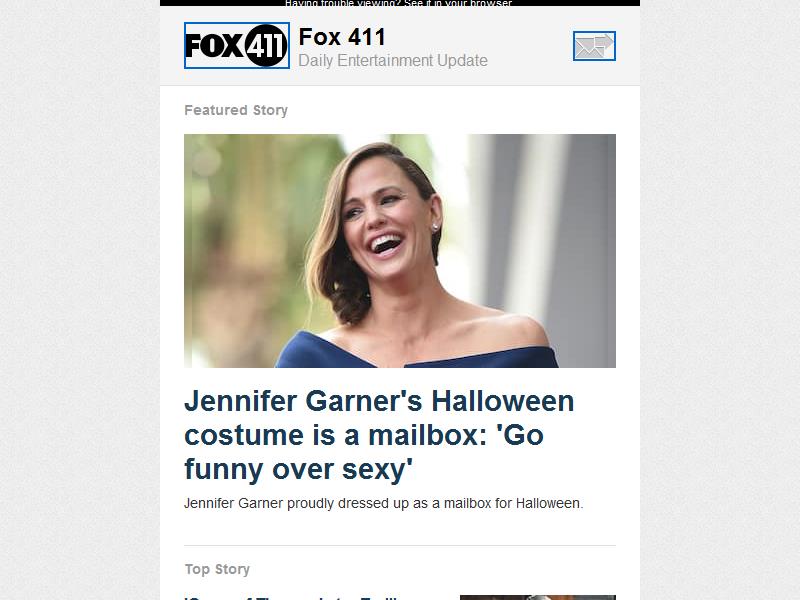 Having trouble viewing? See it in your browser
FOX 411
Fox 411
Daily Entertainment Update
Featured Story
Jennifer Garner's Halloween
costume is a mailbox: 'Go
funny over sexy'
Jennifer Garner proudly dressed up as a mailbox for Halloween.
Top Story